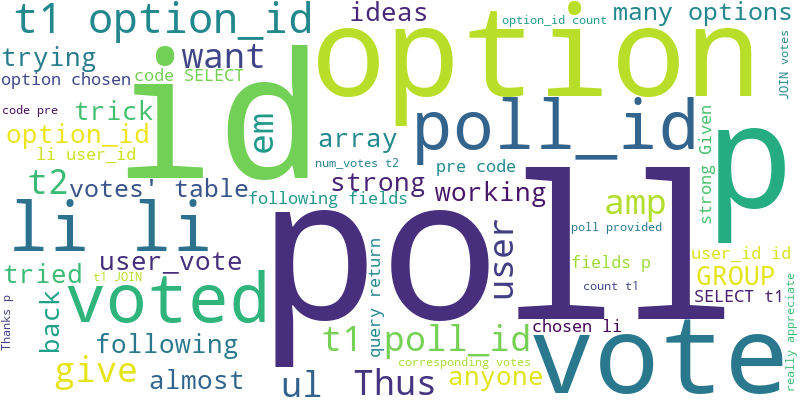 t1 option_id
ideas
option_id count
many options
trying
want
option
JOIN votes
option chosen
code SELECT
id
code pre
trick
em
array
poll_id
strong Given
p
option_id
li user_id
num_votes t2
pre code
t2
votes' table
strong
working
following fields
amp
li li
poll
poll provided
user_vote
user
query return
fields p
user_id id
tried
t1 JOIN
voted
GROUP
count t1
SELECT t1
Thanks p
back
following
t1 poll_id
chosen li
vote
really appreciate
give
almost
ul
Thus
corresponding votes
anyone